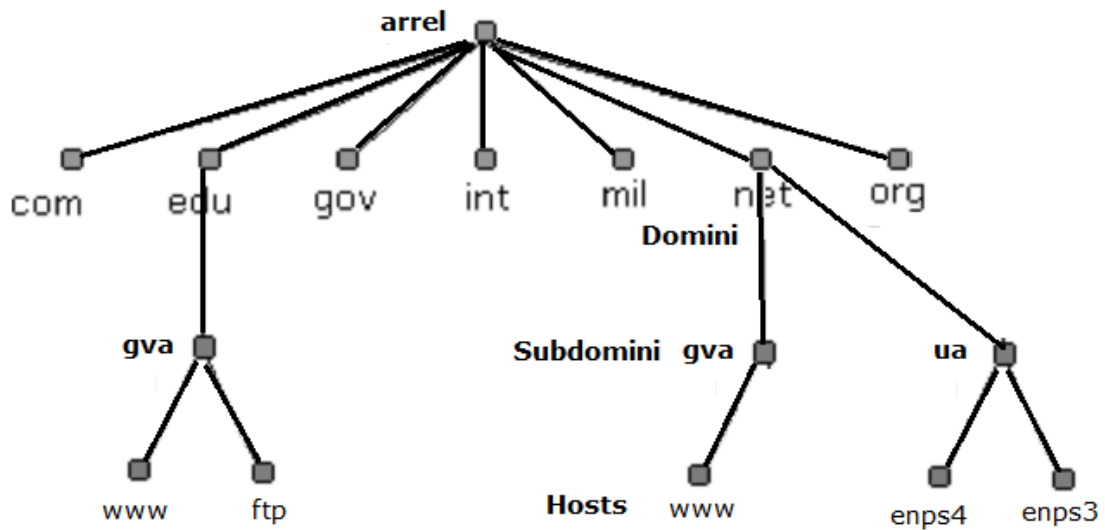 arrel
com edu gov int mil net org
Domini
gva Subdomini gva ua
www ftp Hosts www enps4 enps3